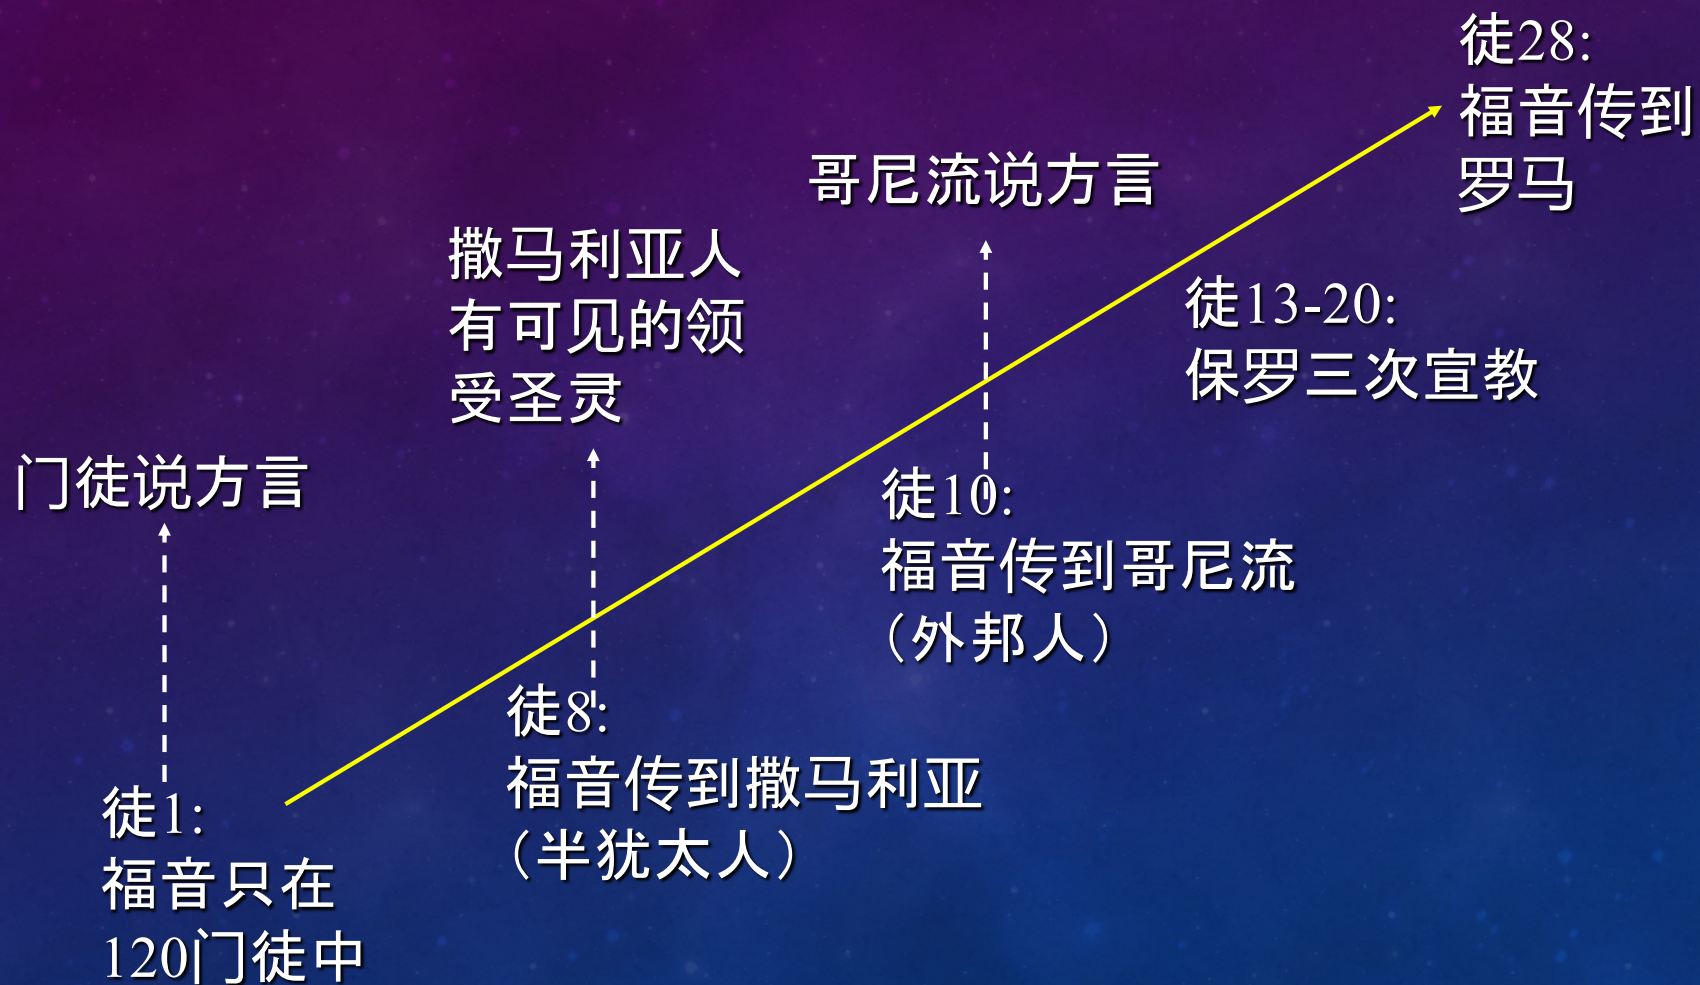 徒28:
福音传到
罗马
哥尼流说方言
撒马利亚人
有可见的领
受圣灵
徒13-20:
保罗三次宣教
门徒说方言
徒10:
福音传到哥尼流
（外邦人）
徒8:
福音传到撒马利亚
（半犹太人）
徒1:
福音只在
120门徒中